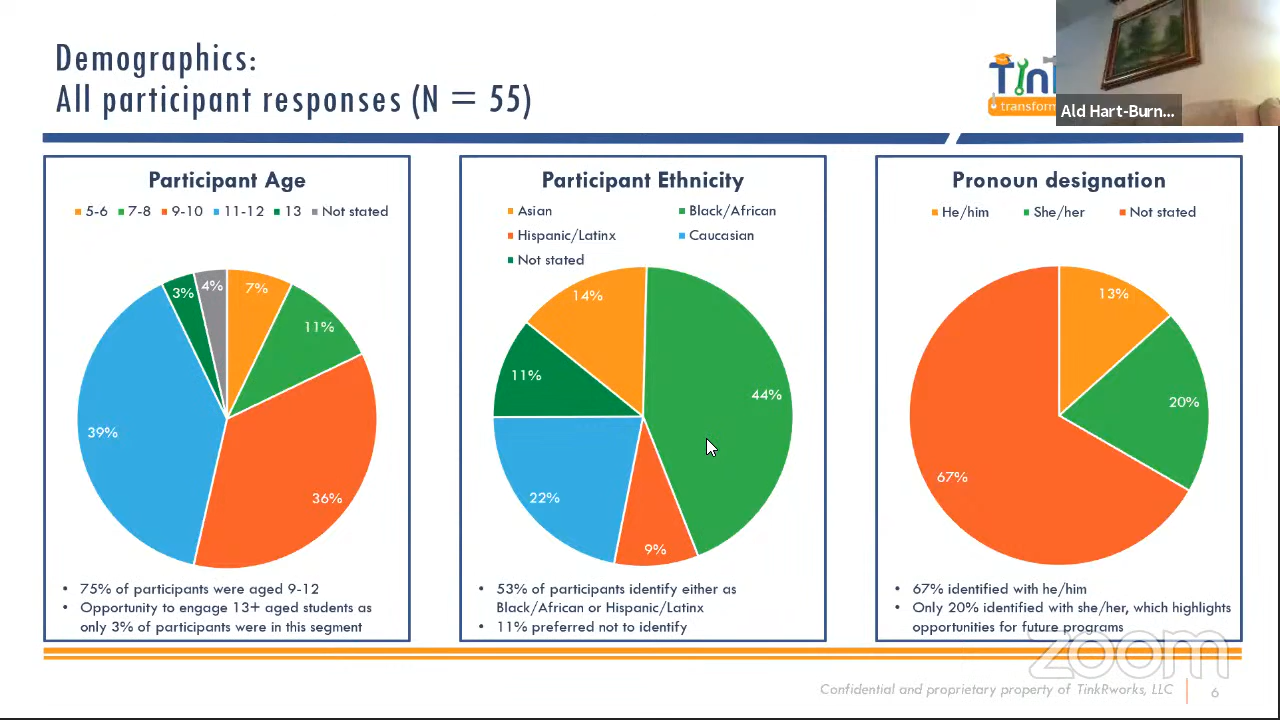 Demographics:
All participant responses (N = 55)
Tin
transform
Ald Hart-Burn...
Participant Age
5-6 7-8 9-10 11-12 13 Not stated
4%
7%
3%
11%
39%
36%
75% of participants were aged 9-12
Opportunity to engage 13+ aged students as
only 3% of participants were in this segment
Participant Ethnicity
Asian Black/African
Hispanic/Latinx Caucasian
Not stated
14%
11%
44%
22%
9%
53% of participants identify either as
Black/African or Hispanic/Latinx
11% preferred not to identify
Pronoun designation
He/him She/her Not stated
13%
20%
67%
67% identified with he/him
Only 20% identified with she/her, which highlights
opportunities for future programs
zoom
Confidential and proprietary property of TinkRworks, LLC 6